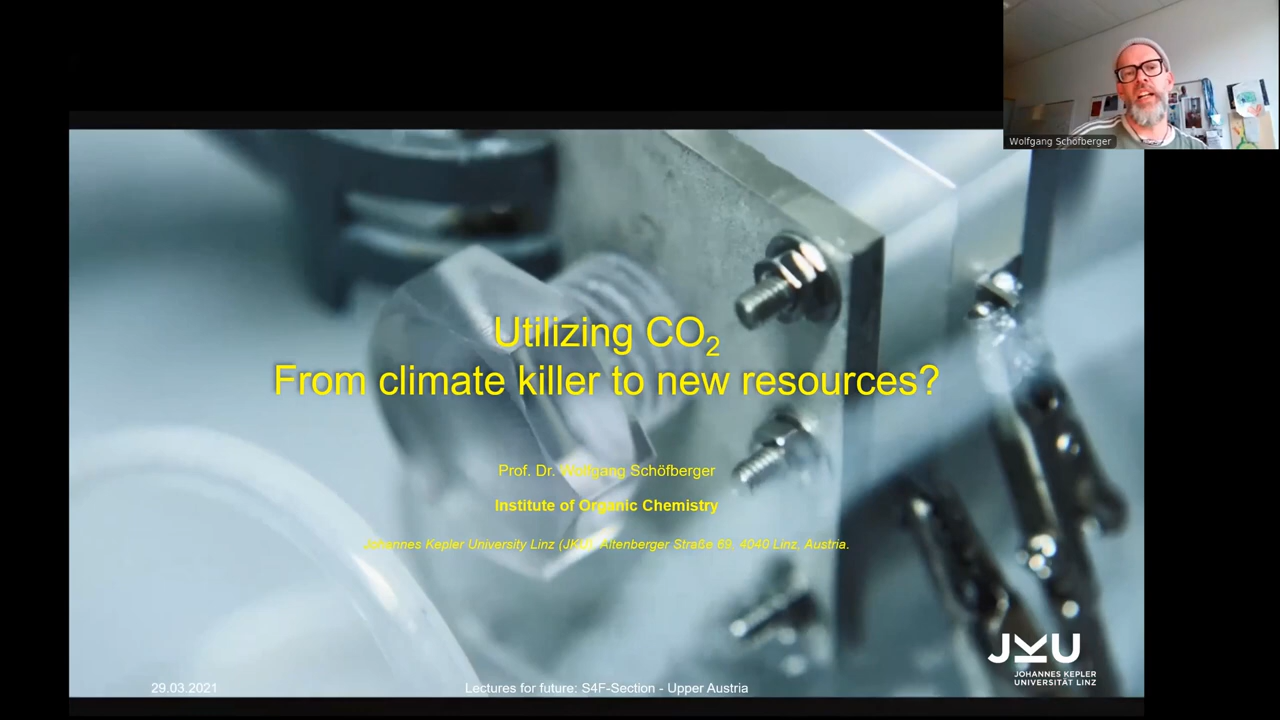 Wolfgang Schöfberger
Utilizing CO₂
From climate killer to new resources?
Prof. Dr. Wolfgang Schöfberger
Institute of Organic Chemistry
Johannes Kepler University Linz (JKU), Altenberger Straße 69, 4040 Linz, Austria.
JKU
JOHANNES KEPLER
UNIVERSITÄT LINZ
29.03.2021
Lectures for future: S4F-Section - Upper Austria